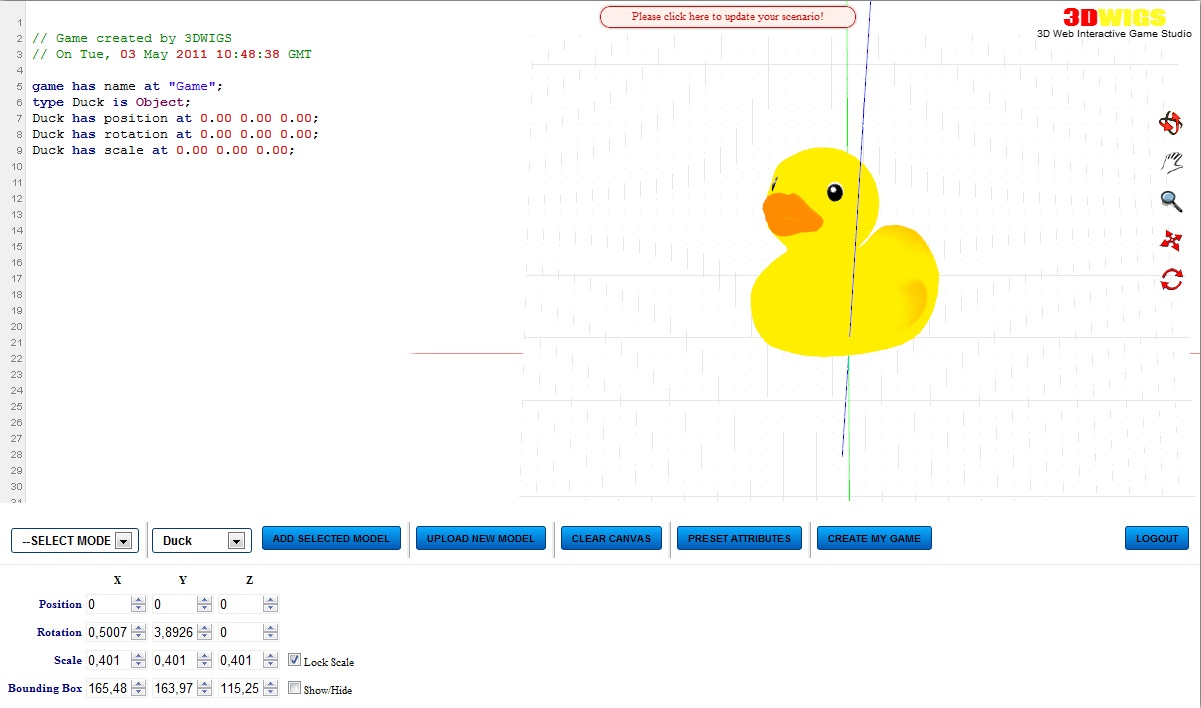 Please click here to update your scenario!
3DWIGS
3D Web Interactive Game Studio
1
2 // Game created by 3DWIGS
3 // On Tue, 03 May 2011 10:48:38 GMT
4
5 game has name at "Game";
6 type Duck is Object;
7 Duck has position at 0.00 0.00 0.00;
8 Duck has rotation at 0.00 0.00 0.00;
9 Duck has scale at 0.00 0.00 0.00;
10
11
12
13
14
15
16
17
18
19
20
21
22
23
24
25
26
27
28
29
30
31
--SELECT MODE Duck ADD SELECTED MODEL UPLOAD NEW MODEL CLEAR CANVAS PRESET ATTRIBUTES CREATE MY GAME LOGOUT
X Y Z
Position 0 0 0
Rotation 0,5007 3,8926 0
Scale 0,401 0,401 0,401 Lock Scale
Bounding Box 165,48 163,97 115,25 Show/Hide